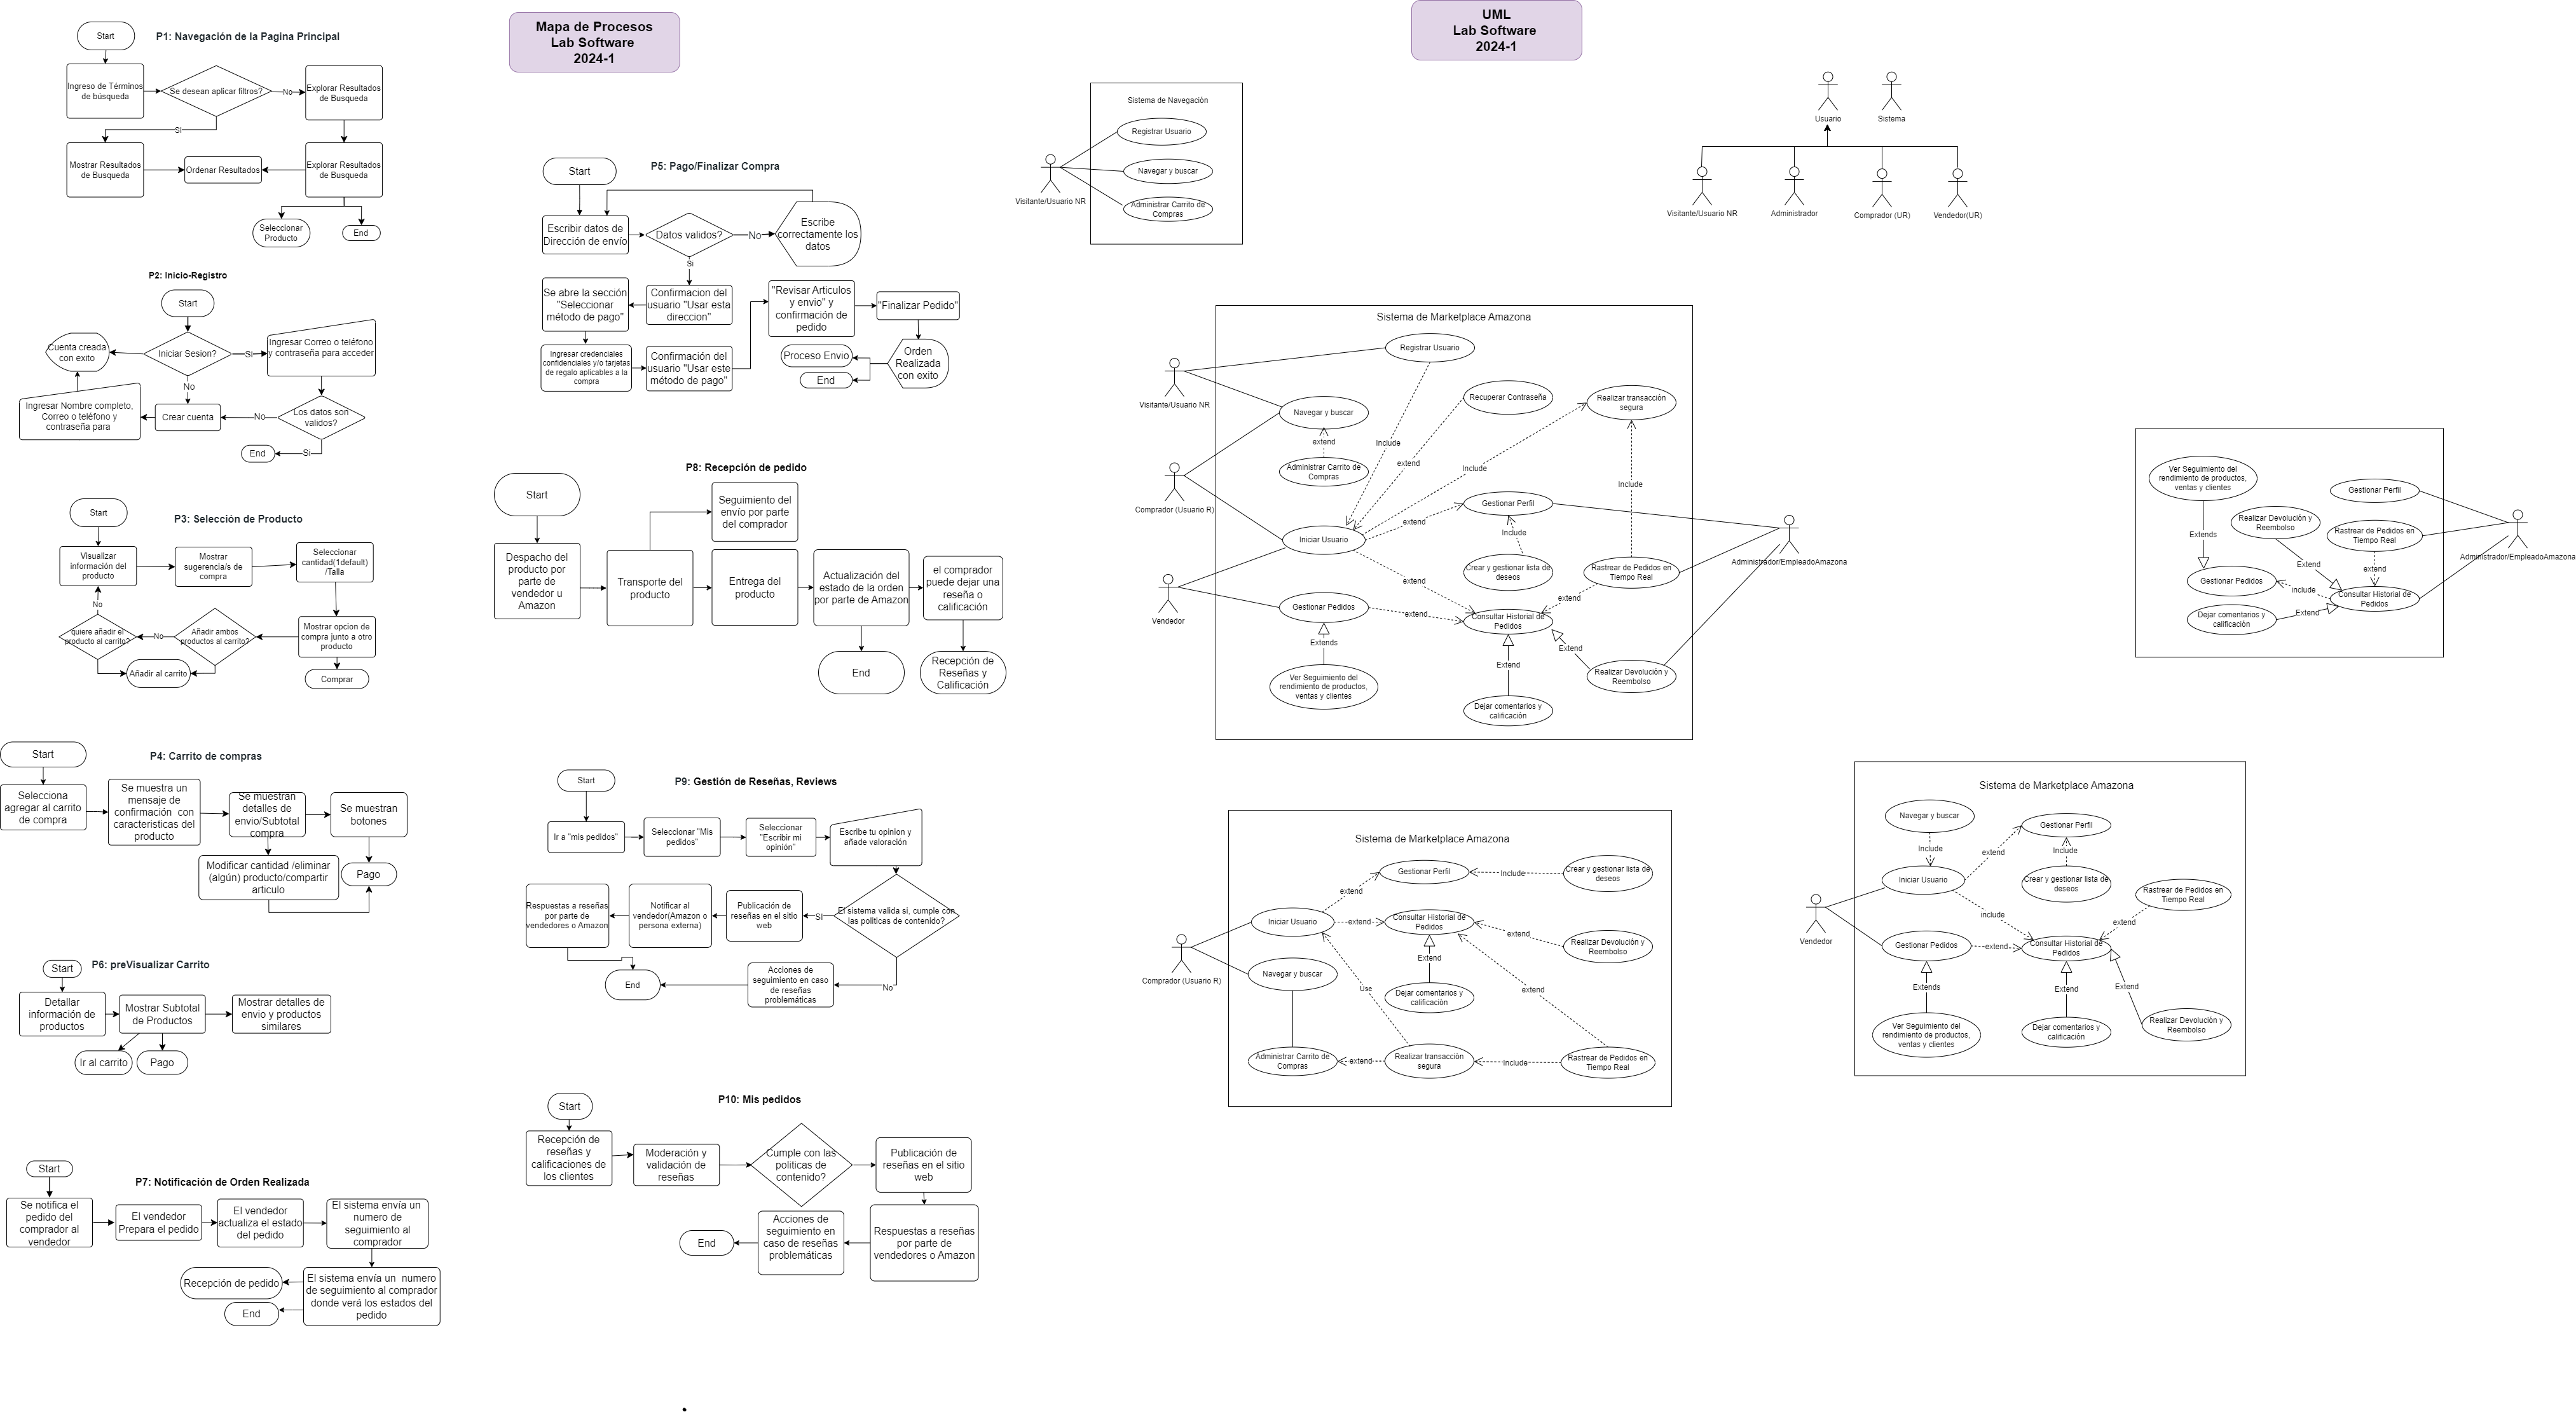 Mapa de Procesos
Lab Software
2024-1
UML
Lab Software
2024-1
P1: Navegación de la Pagina Principal
Start
Ingreso de Términos
de búsqueda
Se desean aplicar filtros?
No
Explorar Resultados
de Busqueda
Si
Mostrar Resultados
de Busqueda
Ordenar Resultados
Explorar Resultados
de Busqueda
Seleccionar
Producto
End
P2: Inicio-Registro
Start
Cuenta creada
con exito
Iniciar Sesion?
Si
Ingresar Correo o teléfono
y contraseña para acceder
No
Ingresar Nombre completo,
Correo o teléfono y
contraseña para
Crear cuenta
No
Los datos son
validos?
End
Si
P3: Selección de Producto
Start
Visualizar
información del
producto
Mostrar
sugerencia/s de
compra
Seleccionar
cantidad(1default)
/Talla
No
quiere añadir el
producto al carrito?
No
Añadir ambos
productos al carrito?
Mostrar opcion de
compra junto a otro
producto
Añadir al carrito
Comprar
P4: Carrito de compras
Start
Selecciona
agregar al carrito
de compra
Se muestra un
mensaje de
confirmación con
caracteristicas del
producto
Se muestran
detalles de
envio/Subtotal
compra
Se muestran
botones
Modificar cantidad /eliminar
(algún) producto/compartir
articulo
Pago
P6: preVisualizar Carrito
Start
Detallar
información de
productos
Mostrar Subtotal
de Productos
Mostrar detalles de
envio y productos
similares
Ir al carrito
Pago
P7: Notificación de Orden Realizada
Start
Se notifica el
pedido del
comprador al
vendedor
El vendedor
Prepara el pedido
El vendedor
actualiza el estado
del pedido
El sistema envía un
numero de
seguimiento al
comprador
Recepción de pedido
El sistema envía un numero
de seguimiento al comprador
donde verá los estados del
pedido
End
P5: Pago/Finalizar Compra
Start
Escribir datos de
Dirección de envío
Datos validos?
No
Escribe
correctamente los
datos
Si
Se abre la sección
"Seleccionar
método de pago"
Confirmacion del
usuario "Usar esta
direccion"
"Revisar Articulos
y envio" y
confirmación de
pedido
"Finalizar Pedido"
Ingresar credenciales
confidenciales y/o tarjetas
de regalo aplicables a la
compra
Confirmación del
usuario "Usar este
método de pago"
Proceso Envio
End
Orden
Realizada
con exito
P8: Recepción de pedido
Start
Seguimiento del
envío por parte
del comprador
Despacho del
producto por
parte de
vendedor u
Amazon
Transporte del
producto
Entrega del
producto
Actualización del
estado de la orden
por parte de Amazon
el comprador
puede dejar una
reseña o
calificación
End
Recepción de
Reseñas y
Calificación
P9: Gestión de Reseñas, Reviews
Start
Ir a "mis pedidos"
Seleccionar "Mis
pedidos"
Seleccionar
"Escribir mi
opinión"
Escribe tu opinion y
añade valoración
Respuestas a reseñas
por parte de
vendedores o Amazon
Notificar al
vendedor(Amazon o
persona externa)
Publicación de
reseñas en el sitio
web
SI
El sistema valida si, cumple con
las politicas de contenido?
End
Acciones de
seguimiento en caso
de reseñas
problemáticas
No
P10: Mis pedidos
Start
Recepción de
reseñas y
calificaciones de
los clientes
Moderación y
validación de
reseñas
Cumple con las
politicas de
contenido?
Publicación de
reseñas en el sitio
web
End
Acciones de
seguimiento en
caso de reseñas
problemáticas
Respuestas a reseñas
por parte de
vendedores o Amazon
Sistema de Navegación
Registrar Usuario
Navegar y buscar
Administrar Carrito de
Compras
Visitante/Usuario NR
Usuario
Sistema
Visitante/Usuario NR
Administrador
Comprador (UR)
Vendedor(UR)
Sistema de Marketplace Amazona
Registrar Usuario
Visitante/Usuario NR
Navegar y buscar
Recuperar Contraseña
Realizar transacción
segura
extend
Include
extend
Include
Administrar Carrito de
Compras
Include
Comprador (Usuario R)
Gestionar Perfil
extend
Include
Iniciar Usuario
Administrador/EmpleadoAmazona
Crear y gestionar lista de
deseos
Rastrear de Pedidos en
Tiempo Real
extend
extend
Vendedor
Gestionar Pedidos
extend
Consultar Historial de
Pedidos
Extends
Extend
Extend
Ver Seguimiento del
rendimiento de productos,
ventas y clientes
Realizar Devolución y
Reembolso
Dejar comentarios y
calificación
Ver Seguimiento del
rendimiento de productos,
ventas y clientes
Gestionar Perfil
Realizar Devolución y
Reembolso
Rastrear de Pedidos en
Tiempo Real
Extends
Administrador/EmpleadoAmazona
Extend
extend
Gestionar Pedidos
include
Consultar Historial de
Pedidos
Dejar comentarios y
calificación
Extend
Sistema de Marketplace Amazona
Gestionar Perfil
Include
Crear y gestionar lista de
deseos
extend
Iniciar Usuario
extend
Consultar Historial de
Pedidos
extend
Realizar Devolución y
Reembolso
Extend
Comprador (Usuario R)
Navegar y buscar
Use
Dejar comentarios y
calificación
extend
Administrar Carrito de
Compras
extend
Realizar transacción
segura
Include
Rastrear de Pedidos en
Tiempo Real
Sistema de Marketplace Amazona
Navegar y buscar
Gestionar Perfil
Include
extend
Include
Iniciar Usuario
Crear y gestionar lista de
deseos
Rastrear de Pedidos en
Tiempo Real
include
extend
Vendedor
Gestionar Pedidos
extend
Consultar Historial de
Pedidos
Extends
Extend
Extend
Ver Seguimiento del
rendimiento de productos,
ventas y clientes
Dejar comentarios y
calificación
Realizar Devolución y
Reembolso